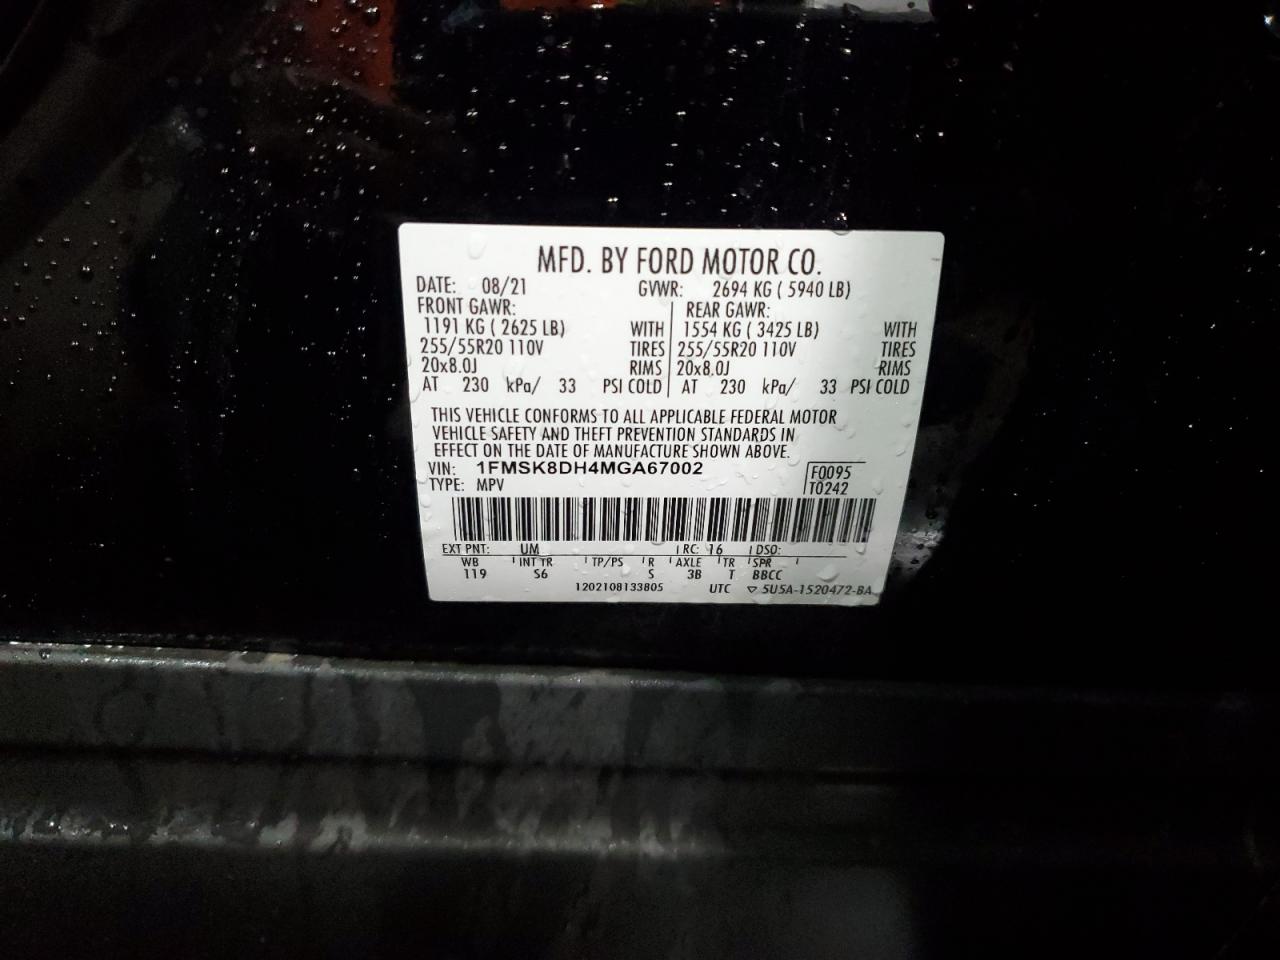 MFD. BY FORD MOTOR CO.
DATE: 08/21 GVWR: 2694 KG ( 5940 LB)
FRONT GAWR: REAR GAWR:
1191 KG ( 2625 LB) WITH 1554 KG ( 3425 LB) WITH
255/55R20 110V TIRES 255/55R20 110V TIRES
20x8.0J RIMS 20x8.0J RIMS
AT 230 kPa/ 33 PSI COLD AT 230 kPa/ 33 PSI COLD
THIS VEHICLE CONFORMS TO ALL APPLICABLE FEDERAL MOTOR
VEHICLE SAFETY AND THEFT PREVENTION STANDARDS IN
EFFECT ON THE DATE OF MANUFACTURE SHOWN ABOVE.
VIN: 1FMSK8DH4MGA67002 F0095
TYPE: MPV T0242
EXT PNT: UM RC: 16 DSO:
WB INT TR TP/PS R AXLE TR SPR
119 S6 S 3B T BBCC
1202108133805 UTC ▽ 5U5A-1520472-BA